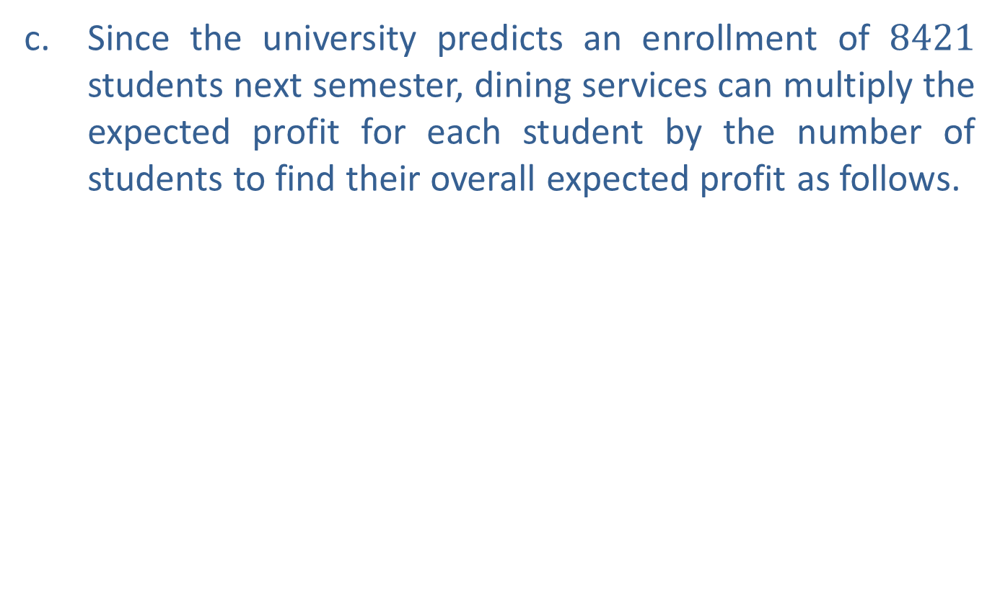 c. Since the university predicts an enrollment of 8421
students next semester, dining services can multiply the
expected profit for each student by the number of
students to find their overall expected profit as follows.